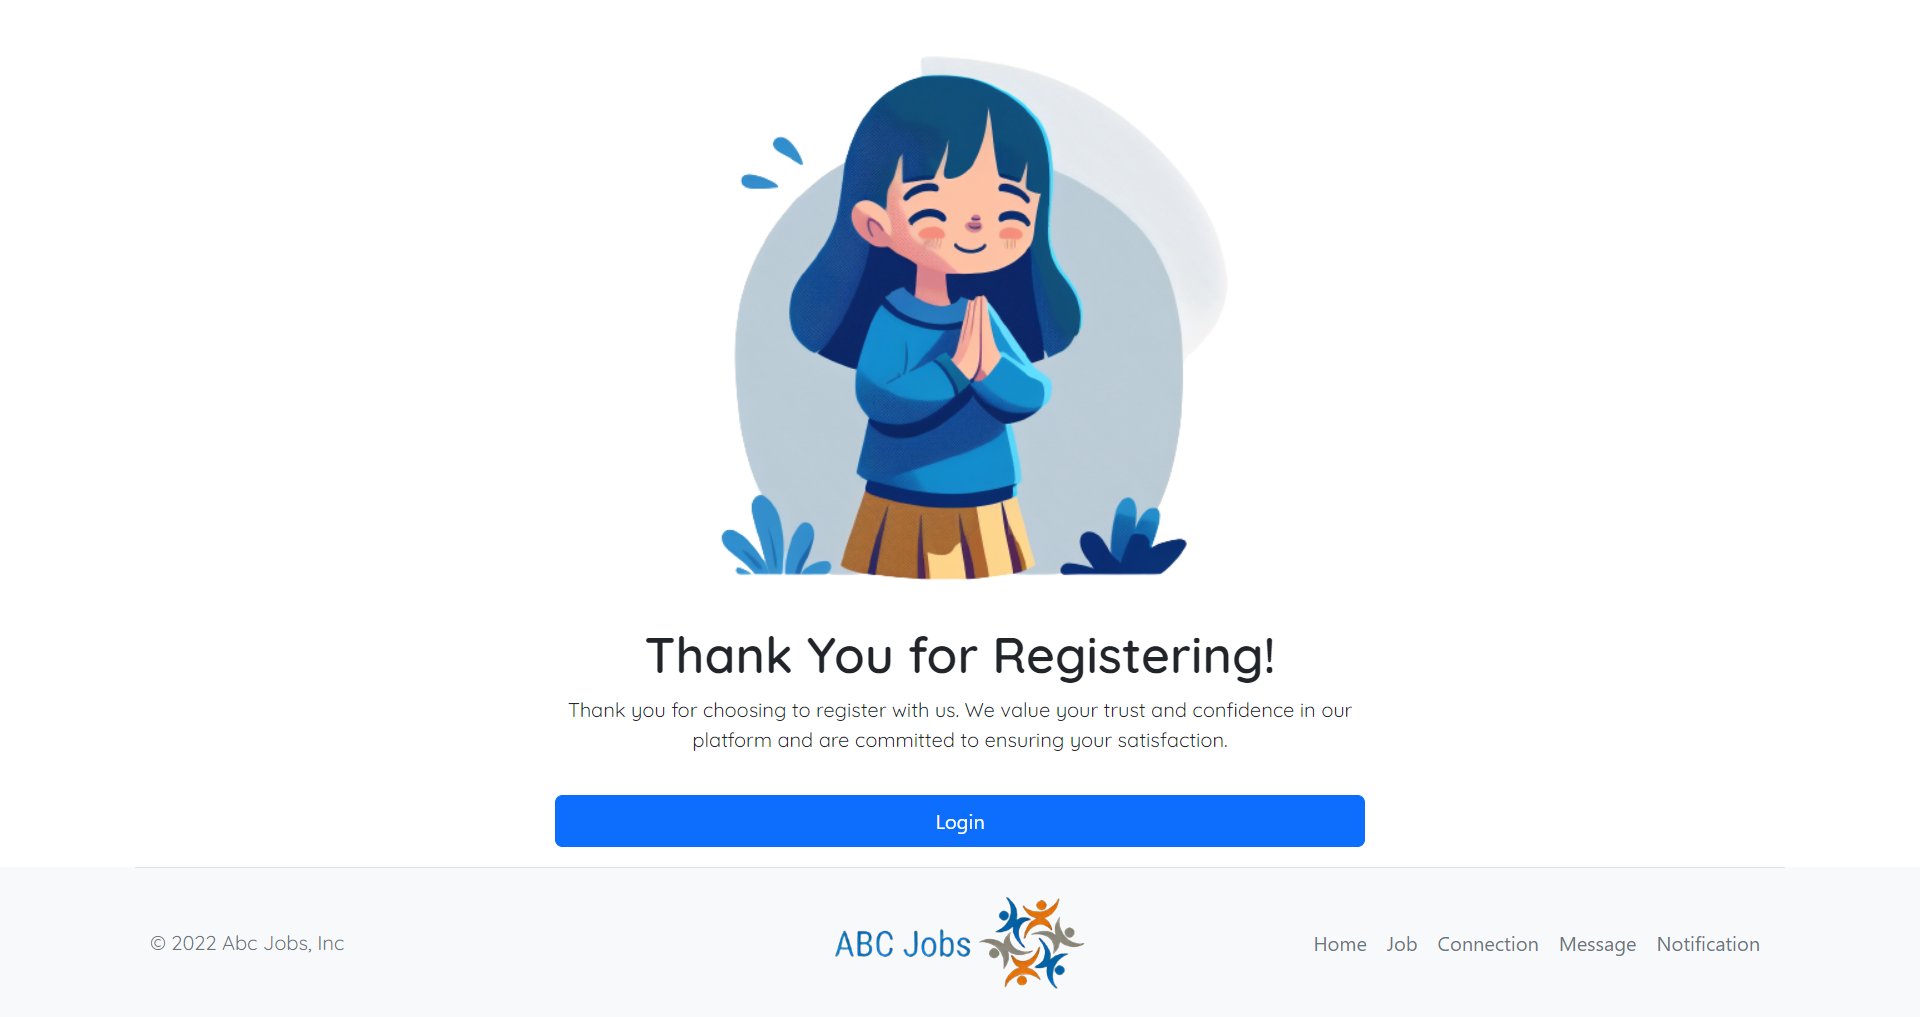 Thank You for Registering!
Thank you for choosing to register with us. We value your trust and confidence in our
platform and are committed to ensuring your satisfaction.
Login
© 2022 Abc Jobs, Inc
ABC Jobs
Home Job Connection Message Notification